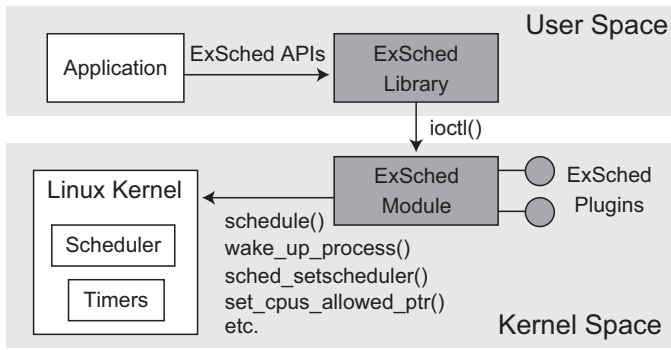 User Space
Application
ExSched APIs
ExSched
Library
ioctl()
Linux Kernel
Scheduler
Timers
ExSched
Module
ExSched
Plugins
schedule()
wake_up_process()
sched_setscheduler()
set_cpus_allowed_ptr()
etc.
Kernel Space